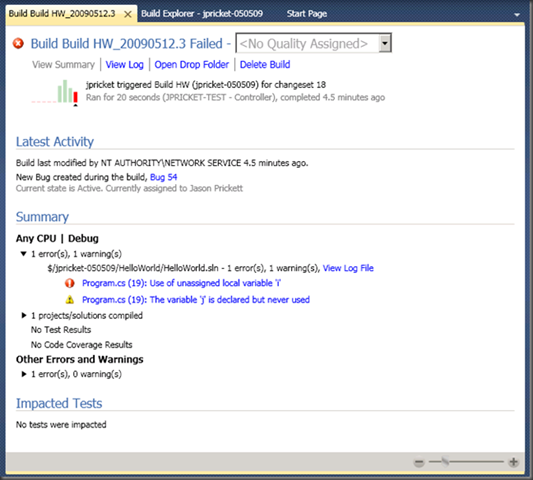 Build Build HW_20090512.3 Build Explorer - jpricket-050509 Start Page
Build Build HW_20090512.3 Failed - <No Quality Assigned>
View Summary | View Log | Open Drop Folder | Delete Build
jpricket triggered Build HW (jpricket-050509) for changeset 18
Ran for 20 seconds (JPRICKET-TEST - Controller), completed 4.5 minutes ago
Latest Activity
Build last modified by NT AUTHORITY\NETWORK SERVICE 4.5 minutes ago.
New Bug created during the build, Bug 54
Current state is Active. Currently assigned to Jason Prickett
Summary
Any CPU | Debug
1 error(s), 1 warning(s)
$/jpricket-050509/HelloWorld/HelloWorld.sln - 1 error(s), 1 warning(s), View Log File
Program.cs (19): Use of unassigned local variable 'i'
Program.cs (19): The variable 'j' is declared but never used
1 projects/solutions compiled
No Test Results
No Code Coverage Results
Other Errors and Warnings
1 error(s), 0 warning(s)
Impacted Tests
No tests were impacted